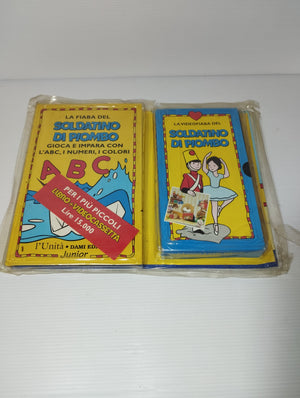 LA FIABA DEL
SOLDATINO
DI PIOMBO
GIOCA E IMPARA CON
L'ABC, I NUMERI, I COLORI
ABC
PER I PIÙ PICCOLI
LIBRO + VIDEOCASSETTA
Lire 15.000
l'Unità • DAMI
Junior
LA VIDEOFIABA DEL
SOLDATINO
DI PIOMBO